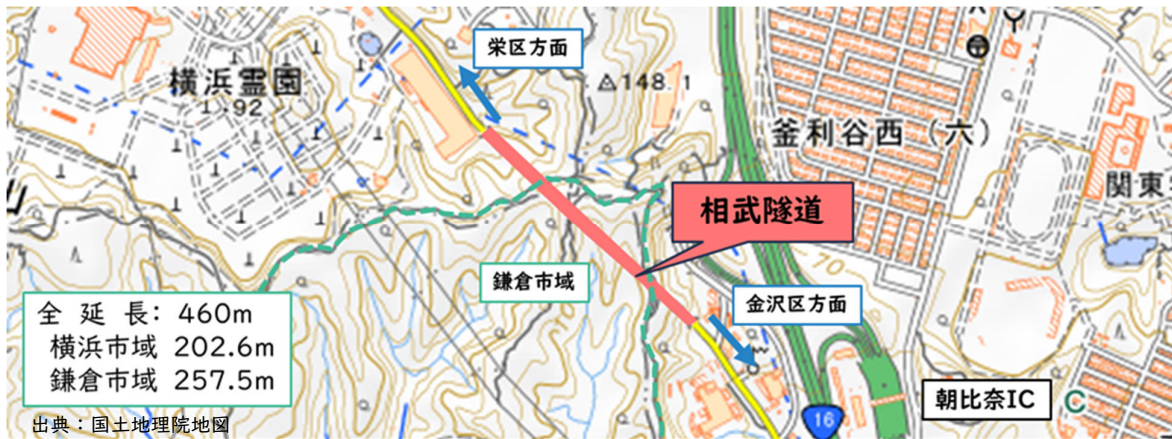 栄区方面
横浜霊園
92
148.1
釜利谷西(六)
関東
山
相武隧道
70
鎌倉市域
金沢区方面
全延長: 460m
横浜市域 202.6m
鎌倉市域 257.5m
16
朝比奈IC
C
出典:国土地理院地図